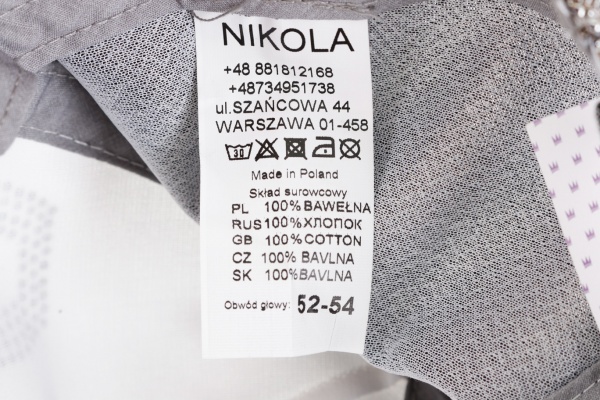 NIKOLA
+48 881812168
+48734951738
ul.SZAŃCOWA 44
WARSZAWA 01-458
30
Made in Poland
Skład surowcowy
PL 100% BAWEŁNA
RUS 100% ХЛОПОК
GB 100% COTTON
CZ 100% BAVLNA
SK 100% BAVLNA
Obwód głowy: 52-54